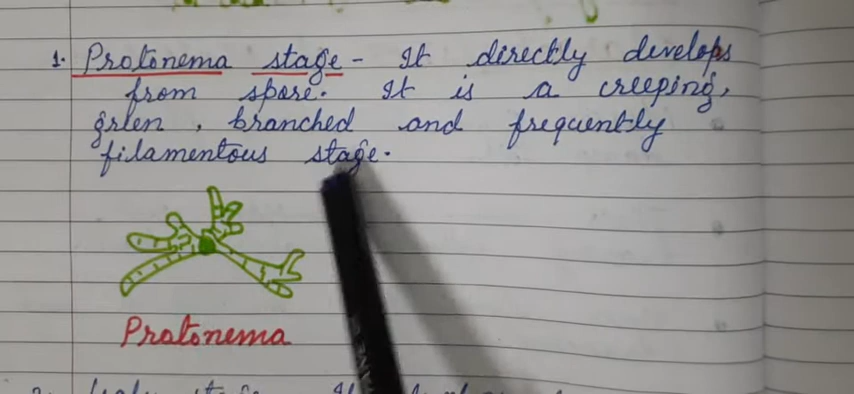 1. Protonema stage - It directly develops
from spore. It is a creeping,
green, branched and frequently
filamentous stage.
Protonema